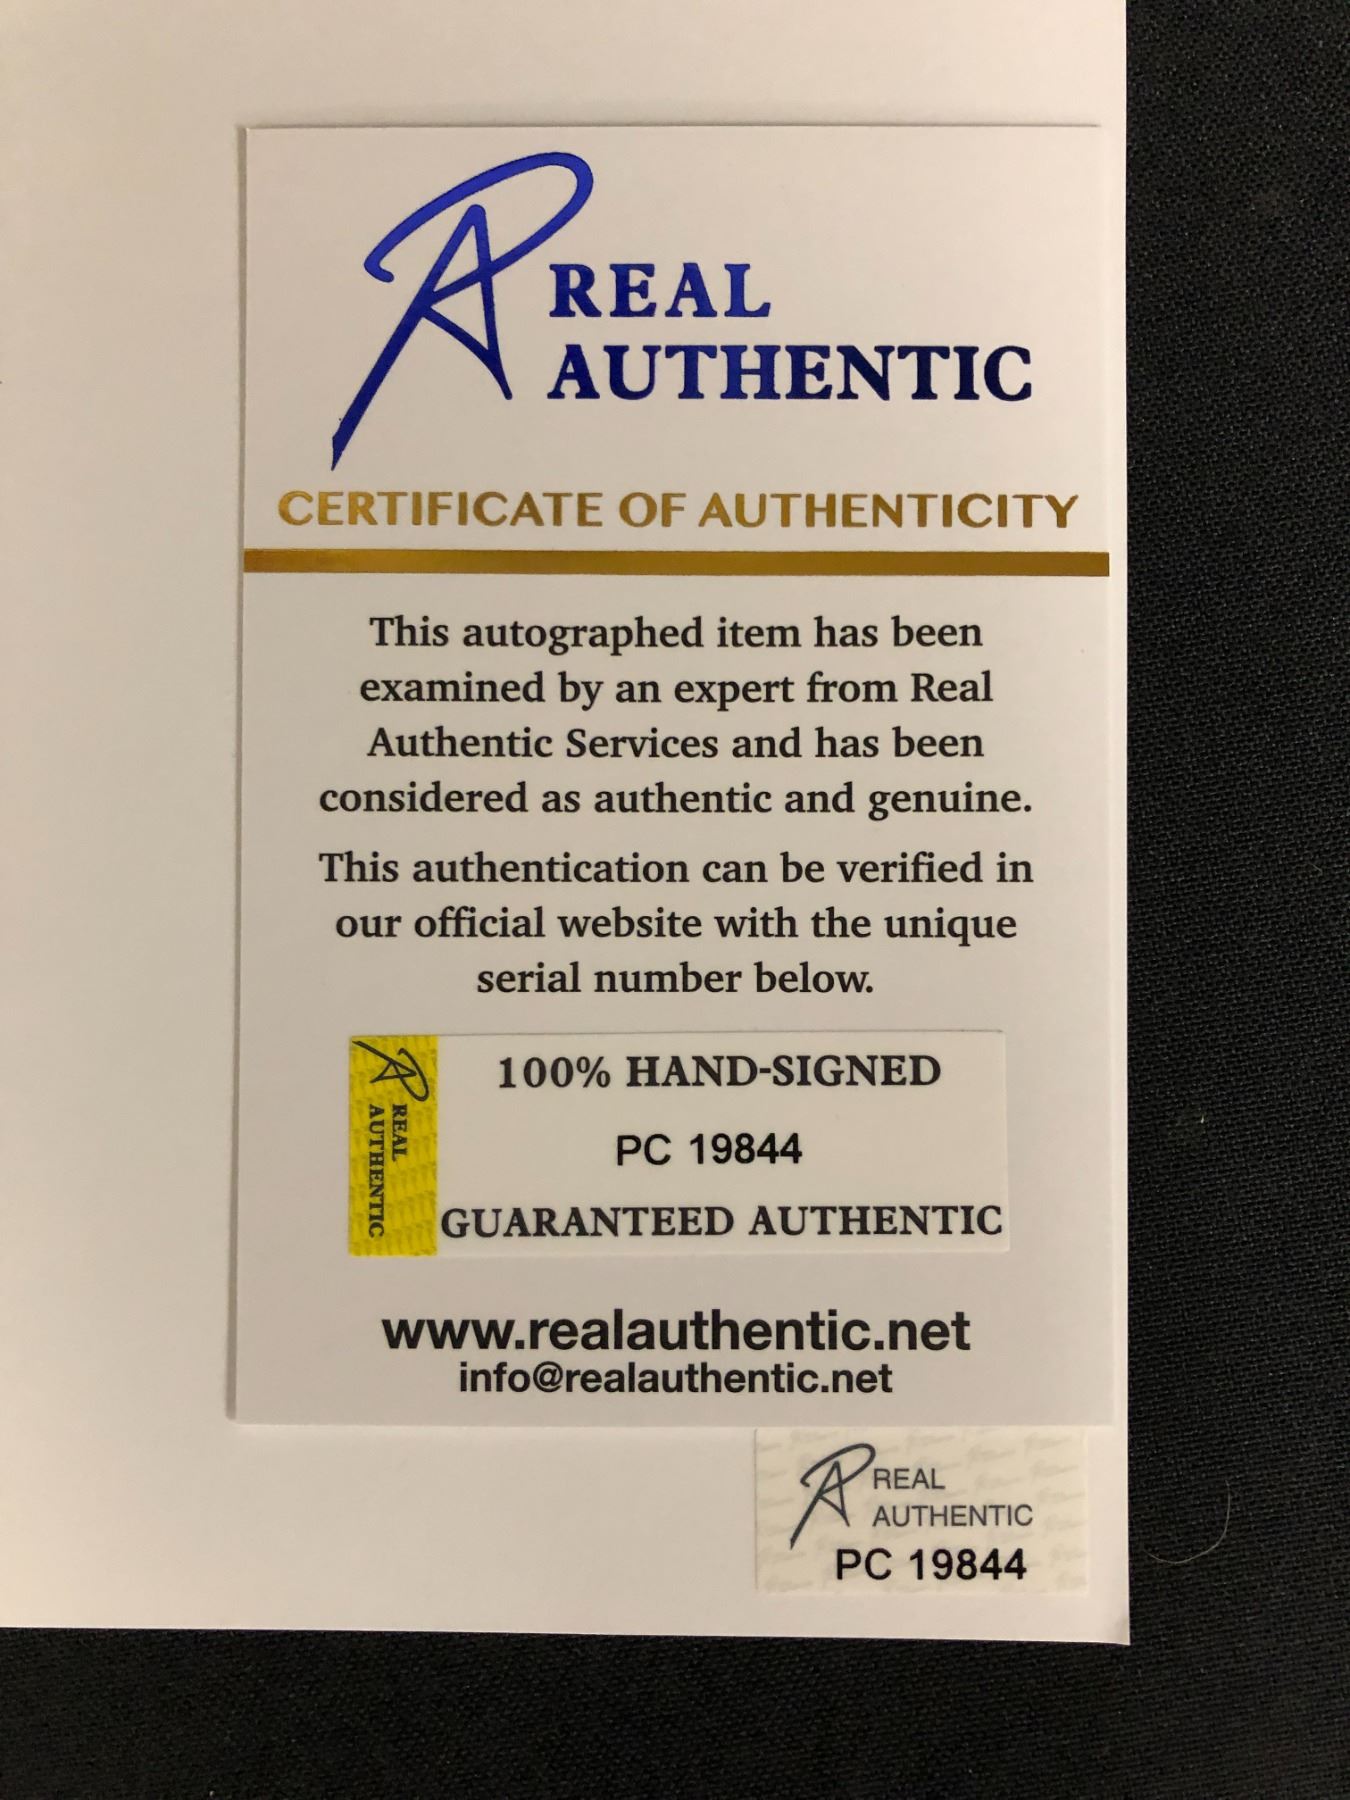 REAL
AUTHENTIC
CERTIFICATE OF AUTHENTICITY
This autographed item has been
examined by an expert from Real
Authentic Services and has been
considered as authentic and genuine.
This authentication can be verified in
our official website with the unique
serial number below.
REAL
AUTHENTIC
100% HAND-SIGNED
PC 19844
GUARANTEED AUTHENTIC
www.realauthentic.net
info@realauthentic.net
REAL
AUTHENTIC
PC 19844